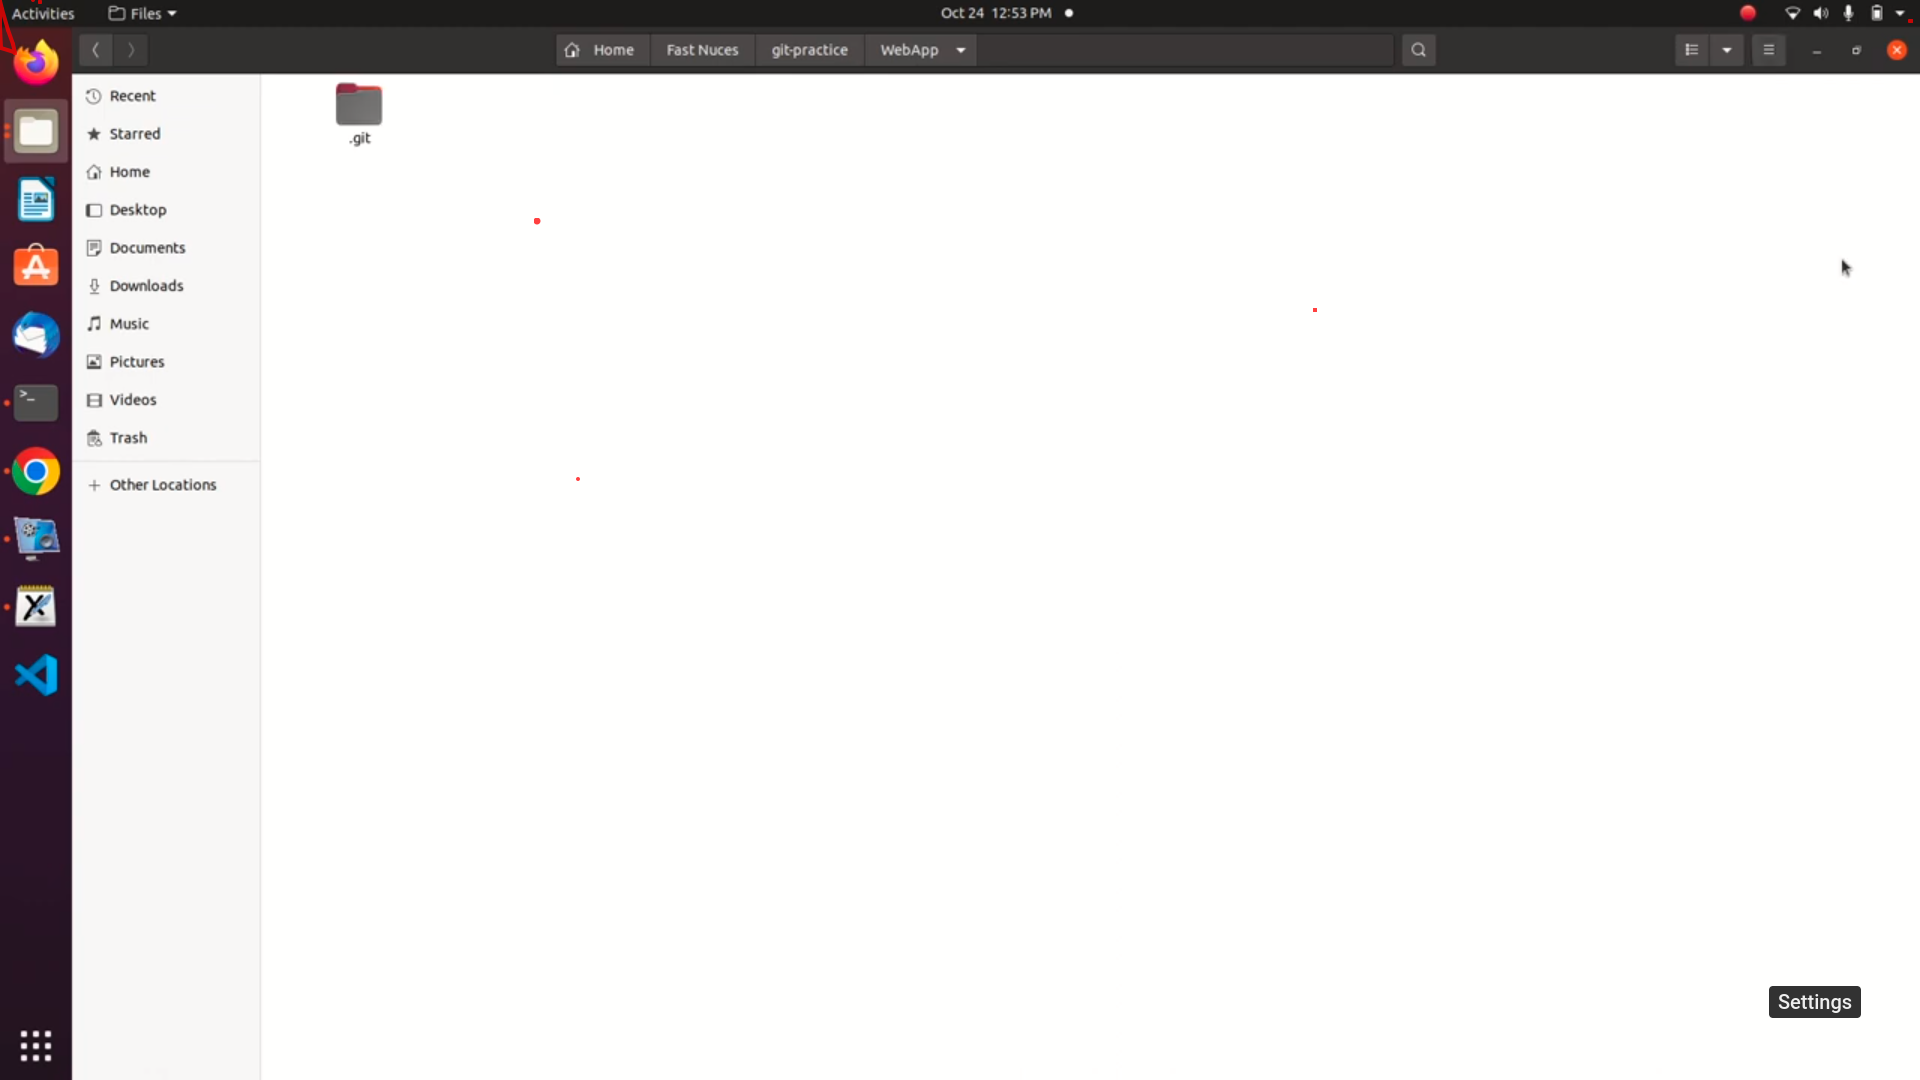 Activities Files Oct 24 12:53 PM
Home Fast Nuces git-practice WebApp
Recent
Starred
Home
Desktop
Documents
Downloads
Music
Pictures
Videos
Trash
Other Locations
.git
Settings